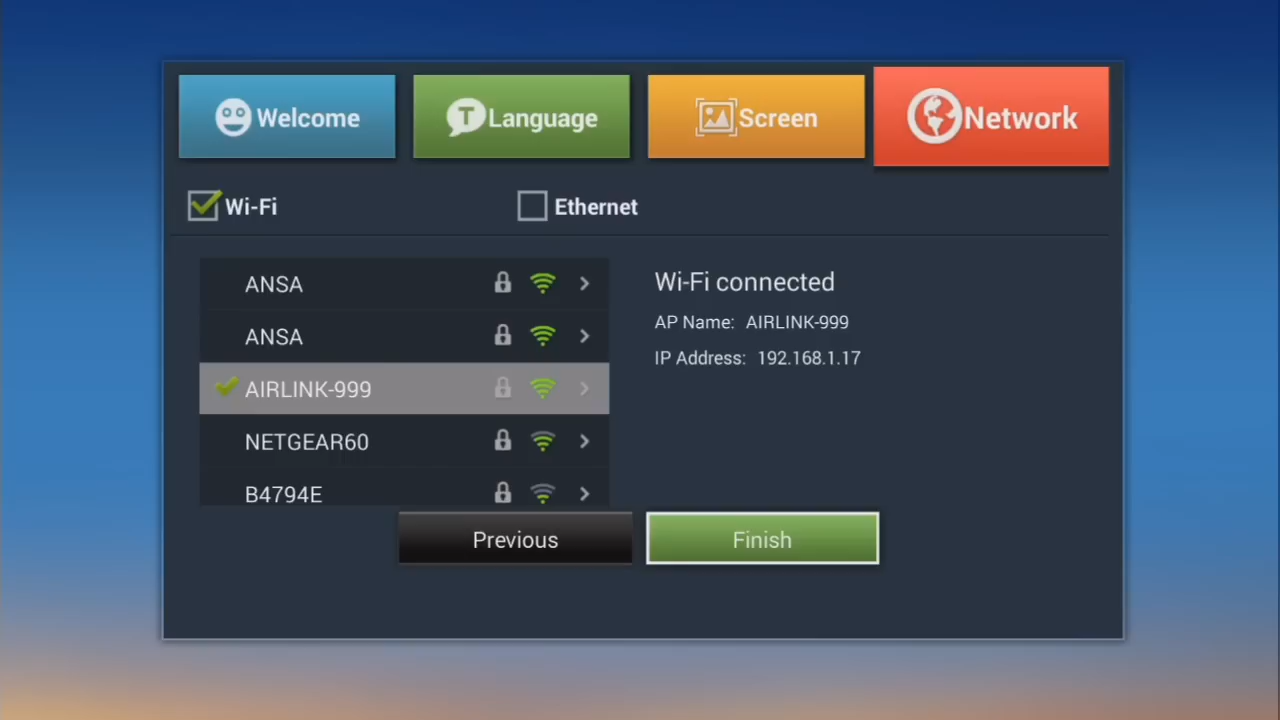 Welcome
Language
Screen
Network
Wi-Fi
Ethernet
ANSA
ANSA
AIRLINK-999
NETGEAR60
B4794E
Wi-Fi connected
AP Name: AIRLINK-999
IP Address: 192.168.1.17
Previous
Finish